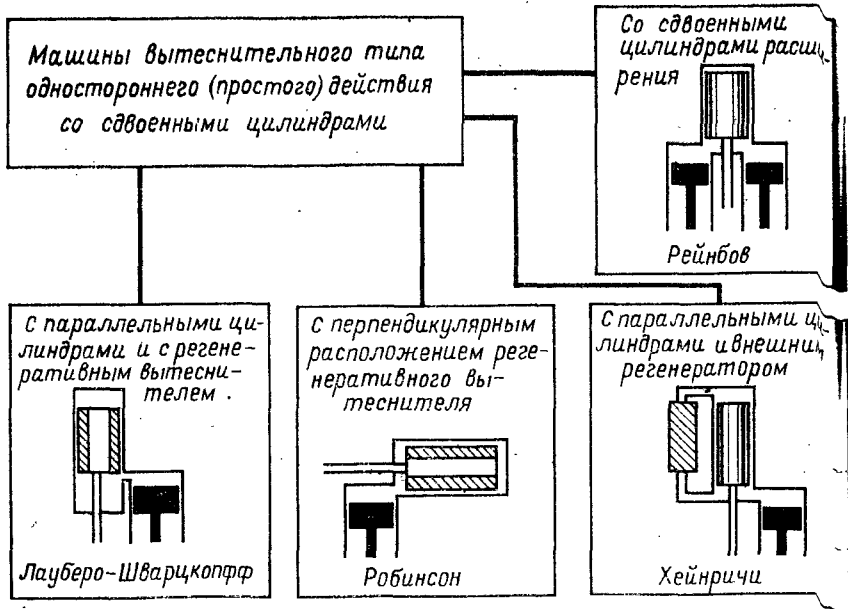 Машины вытеснительного типа
одностороннего (простого) действия
со сдвоенными цилиндрами
Со сдвоенными
цилиндрами расши-
рения
Рейнбов
С параллельными ци-
линдрами и с регене-
ративным вытесни-
телем.
Лауберо-Шварцкопфф
С перпендикулярным
расположением реге-
неративного вы-
теснителя
Робинсон
С параллельными ци-
линдрами и внешним
регенератором
Хейнричи